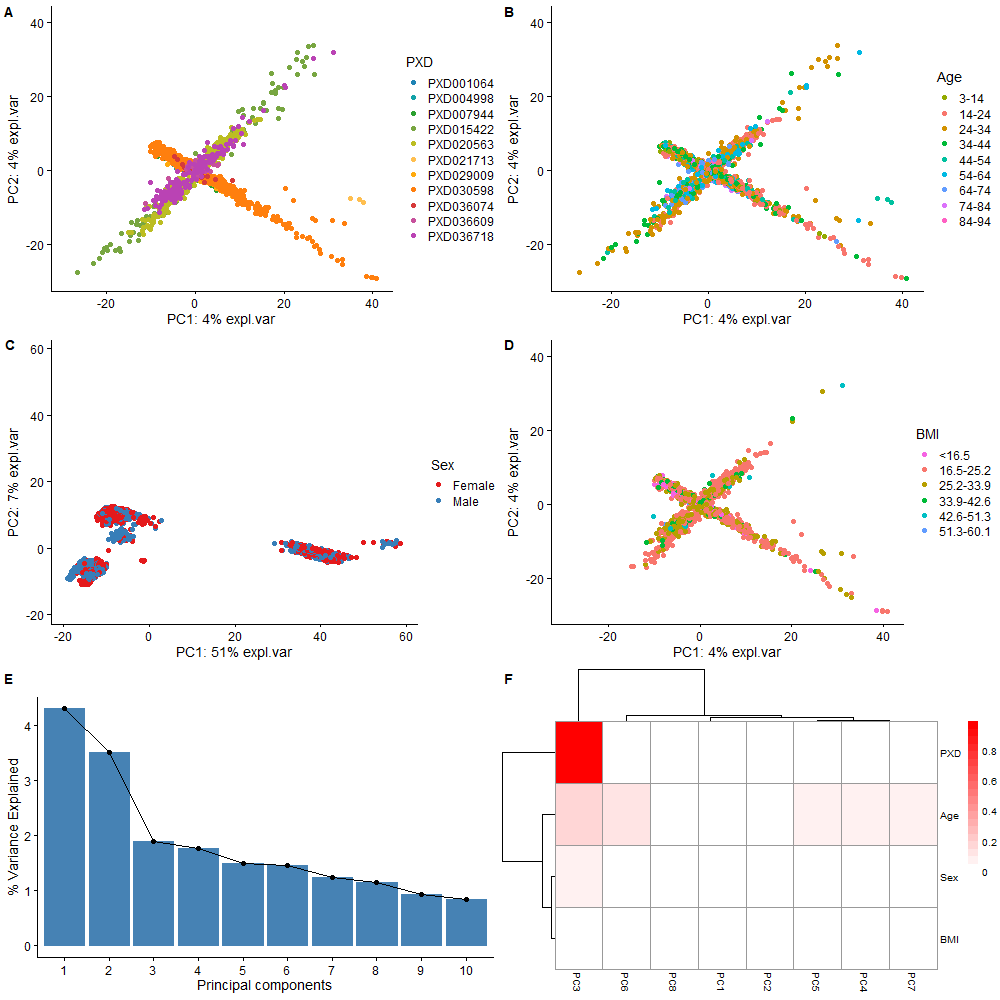 A
40
20
0
-20
PC2: 4% expl.var
-20
0
20
40
PC1: 4% expl.var
PXD
PXD001064
PXD004998
PXD007944
PXD015422
PXD020563
PXD021713
PXD029009
PXD030598
PXD036074
PXD036609
PXD036718
B
40
20
0
-20
PC2: 4% expl.var
-20
0
20
40
PC1: 4% expl.var
Age
3-14
14-24
24-34
34-44
44-54
54-64
64-74
74-84
84-94
C
60
40
20
0
-20
PC2: 7% expl.var
-20
0
20
40
60
PC1: 51% expl.var
Sex
Female
Male
D
40
20
0
-20
PC2: 4% expl.var
-20
0
20
40
PC1: 4% expl.var
BMI
<16.5
16.5-25.2
25.2-33.9
33.9-42.6
42.6-51.3
51.3-60.1
E
4
3
2
1
0
% Variance Explained
1
2
3
4
5
6
7
8
9
10
Principal components
F
PXD
Age
Sex
BMI
PC3
PC6
PC8
PC1
PC2
PC5
PC4
PC7
0.8
0.6
0.4
0.2
0